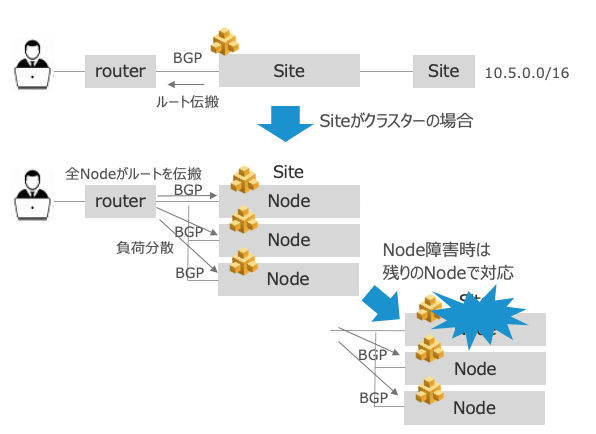 BGP
router
Site
Site
10.5.0.0/16
ルート伝搬
Siteがクラスターの場合
全Nodeがルートを伝搬
Site
BGP
router
Node
BGP
Node
負荷分散
BGP
Node
Node障害時は
残りのNodeで対応
BGP
Node
BGP
Node